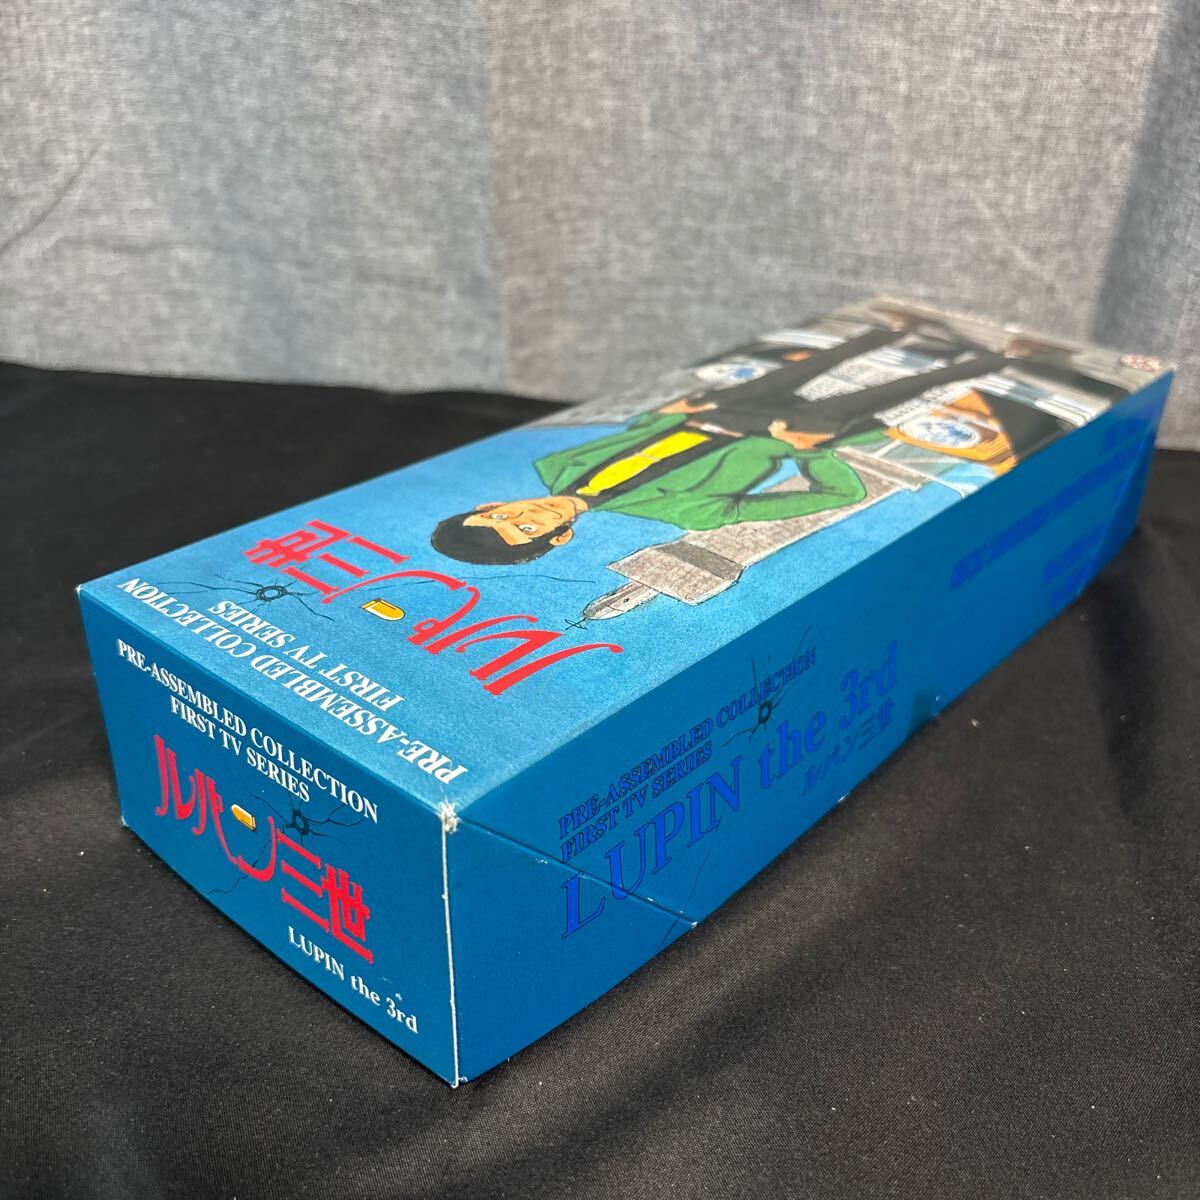 ルパン三世
PRE-ASSEMBLED COLLECTION
FIRST TV SERIES
PRE-ASSEMBLED COLLECTION
FIRST TV SERIES
ルパン三世
LUPIN the 3rd
PRE-ASSEMBLED COLLECTION
FIRST TV SERIES
LUPIN the 3rd
ルパン三世